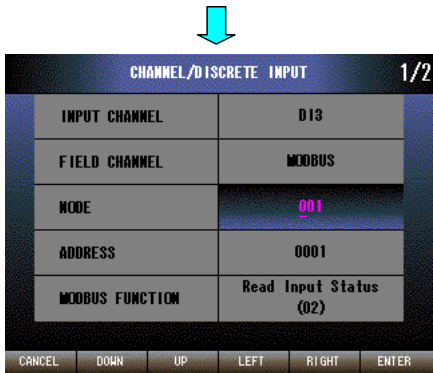 CHANNEL/DISCRETE INPUT 1/2
INPUT CHANNEL DI3
FIELD CHANNEL MODBUS
NODE 001
ADDRESS 0001
MODBUS FUNCTION Read Input Status
(02)
CANCEL DOWN UP LEFT RIGHT ENTER